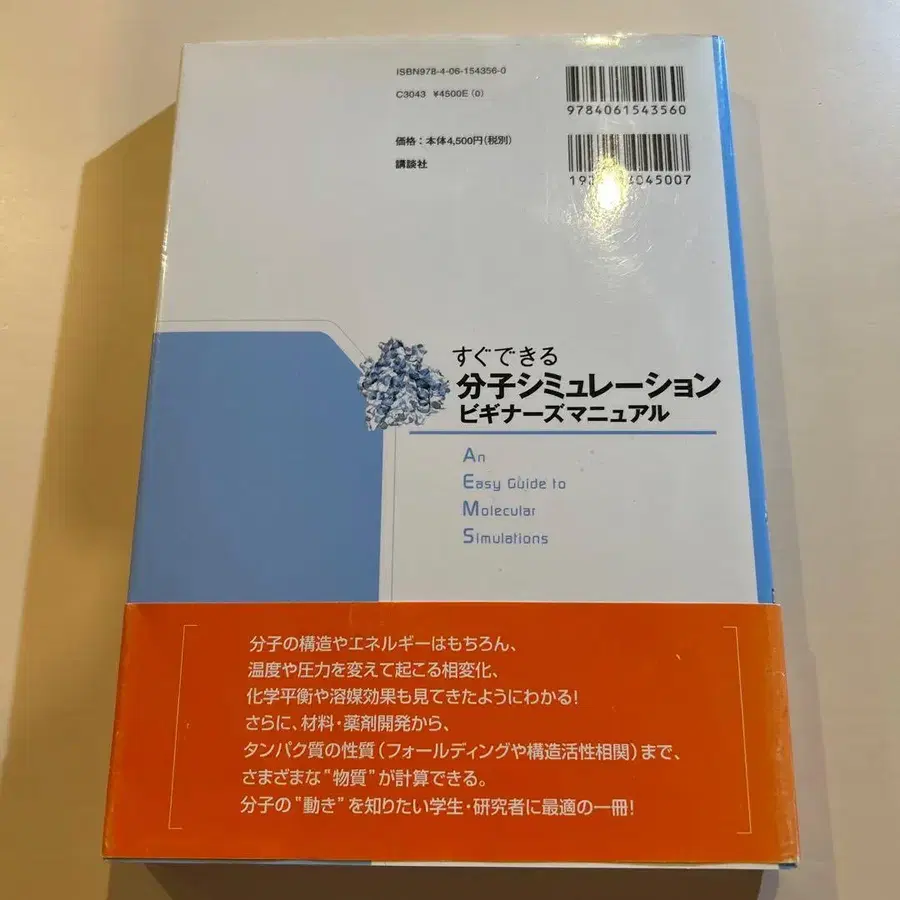 ISBN978-4-06-154356-0
C3043 ¥4500E(0)
9784061543560
価格：本体4,500円(税別)
講談社
すぐできる
分子シミュレーション
ビギナーズマニュアル
An
Easy Guide to
Molecular
Simulations
分子の構造やエネルギーはもちろん、
温度や圧力を変えて起こる相変化、
化学平衡や溶媒効果も見てきたようにわかる！
さらに、材料・薬剤開発から、
タンパク質の性質（フォールディングや構造活性相関）まで、
さまざまな"物質"が計算できる。
分子の"動き"を知りたい学生・研究者に最適の一冊！